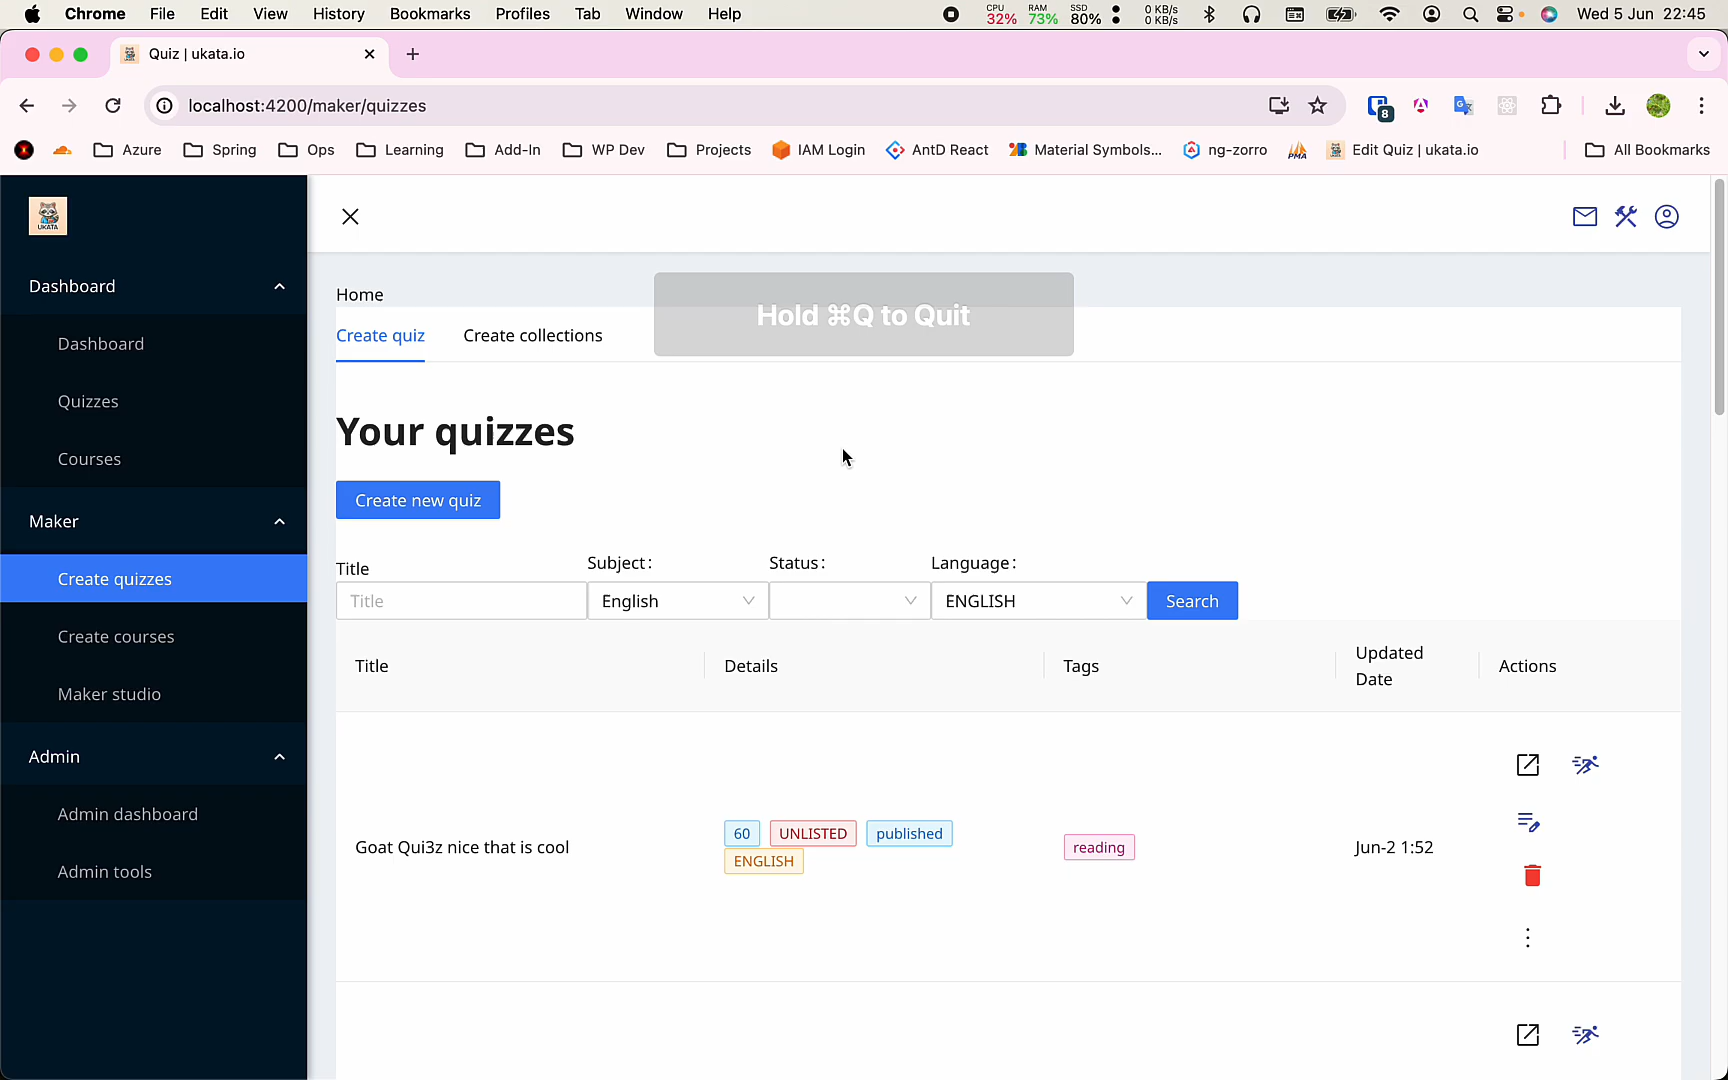 Chrome File Edit View History Bookmarks Profiles Tab Window Help CPU 32% RAM 73% SSD 80% 0 KB/s 0 KB/s Wed 5 Jun 22:45
Quiz | ukata.io
localhost:4200/maker/quizzes 8
Azure Spring Ops Learning Add-In WP Dev Projects IAM Login AntD React Material Symbols... ng-zorro PMA Edit Quiz | ukata.io All Bookmarks
UKATA
Dashboard
Dashboard
Quizzes
Courses
Maker
Create quizzes
Create courses
Maker studio
Admin
Admin dashboard
Admin tools
Home
Hold ⌘Q to Quit
Create quiz Create collections
Your quizzes
Create new quiz
Title Subject: Status: Language:
Title English ENGLISH Search
Title Details Tags Updated Date Actions
Goat Qui3z nice that is cool 60 UNLISTED published ENGLISH reading Jun-2 1:52